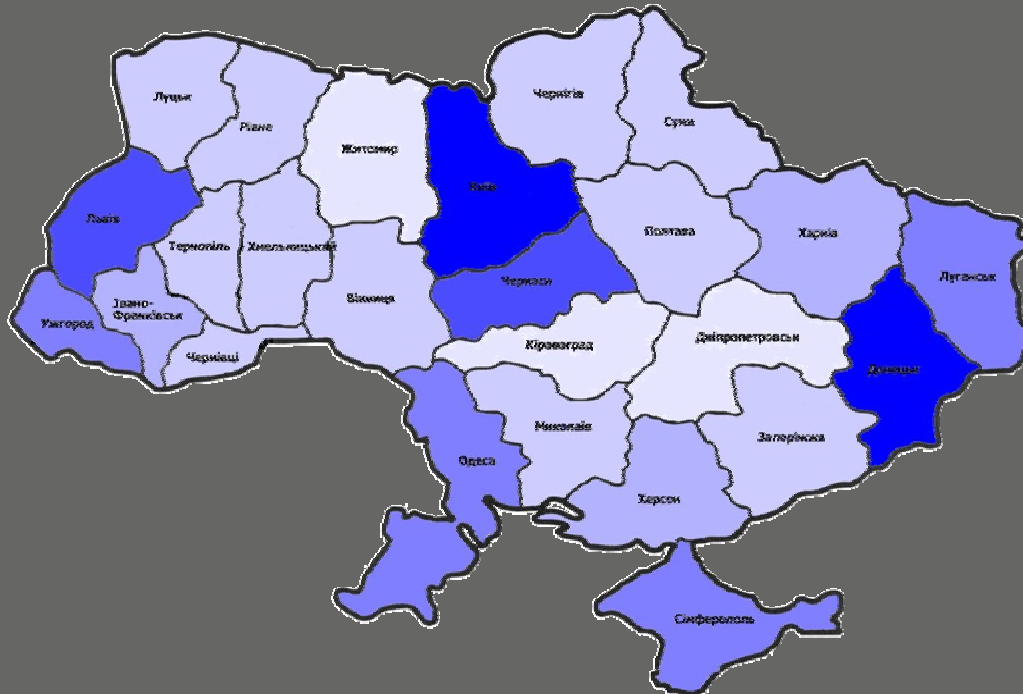 Луцьк
Рівне
Житомир
Київ
Чернігів
Суми
Львів
Тернопіль
Хмельницький
Вінниця
Черкаси
Полтава
Харків
Луганськ
Ужгород
Івано-
Франківськ
Чернівці
Кіровоград
Дніпропетровськ
Донецьк
Одеса
Миколаїв
Запоріжжя
Херсон
Сімферополь